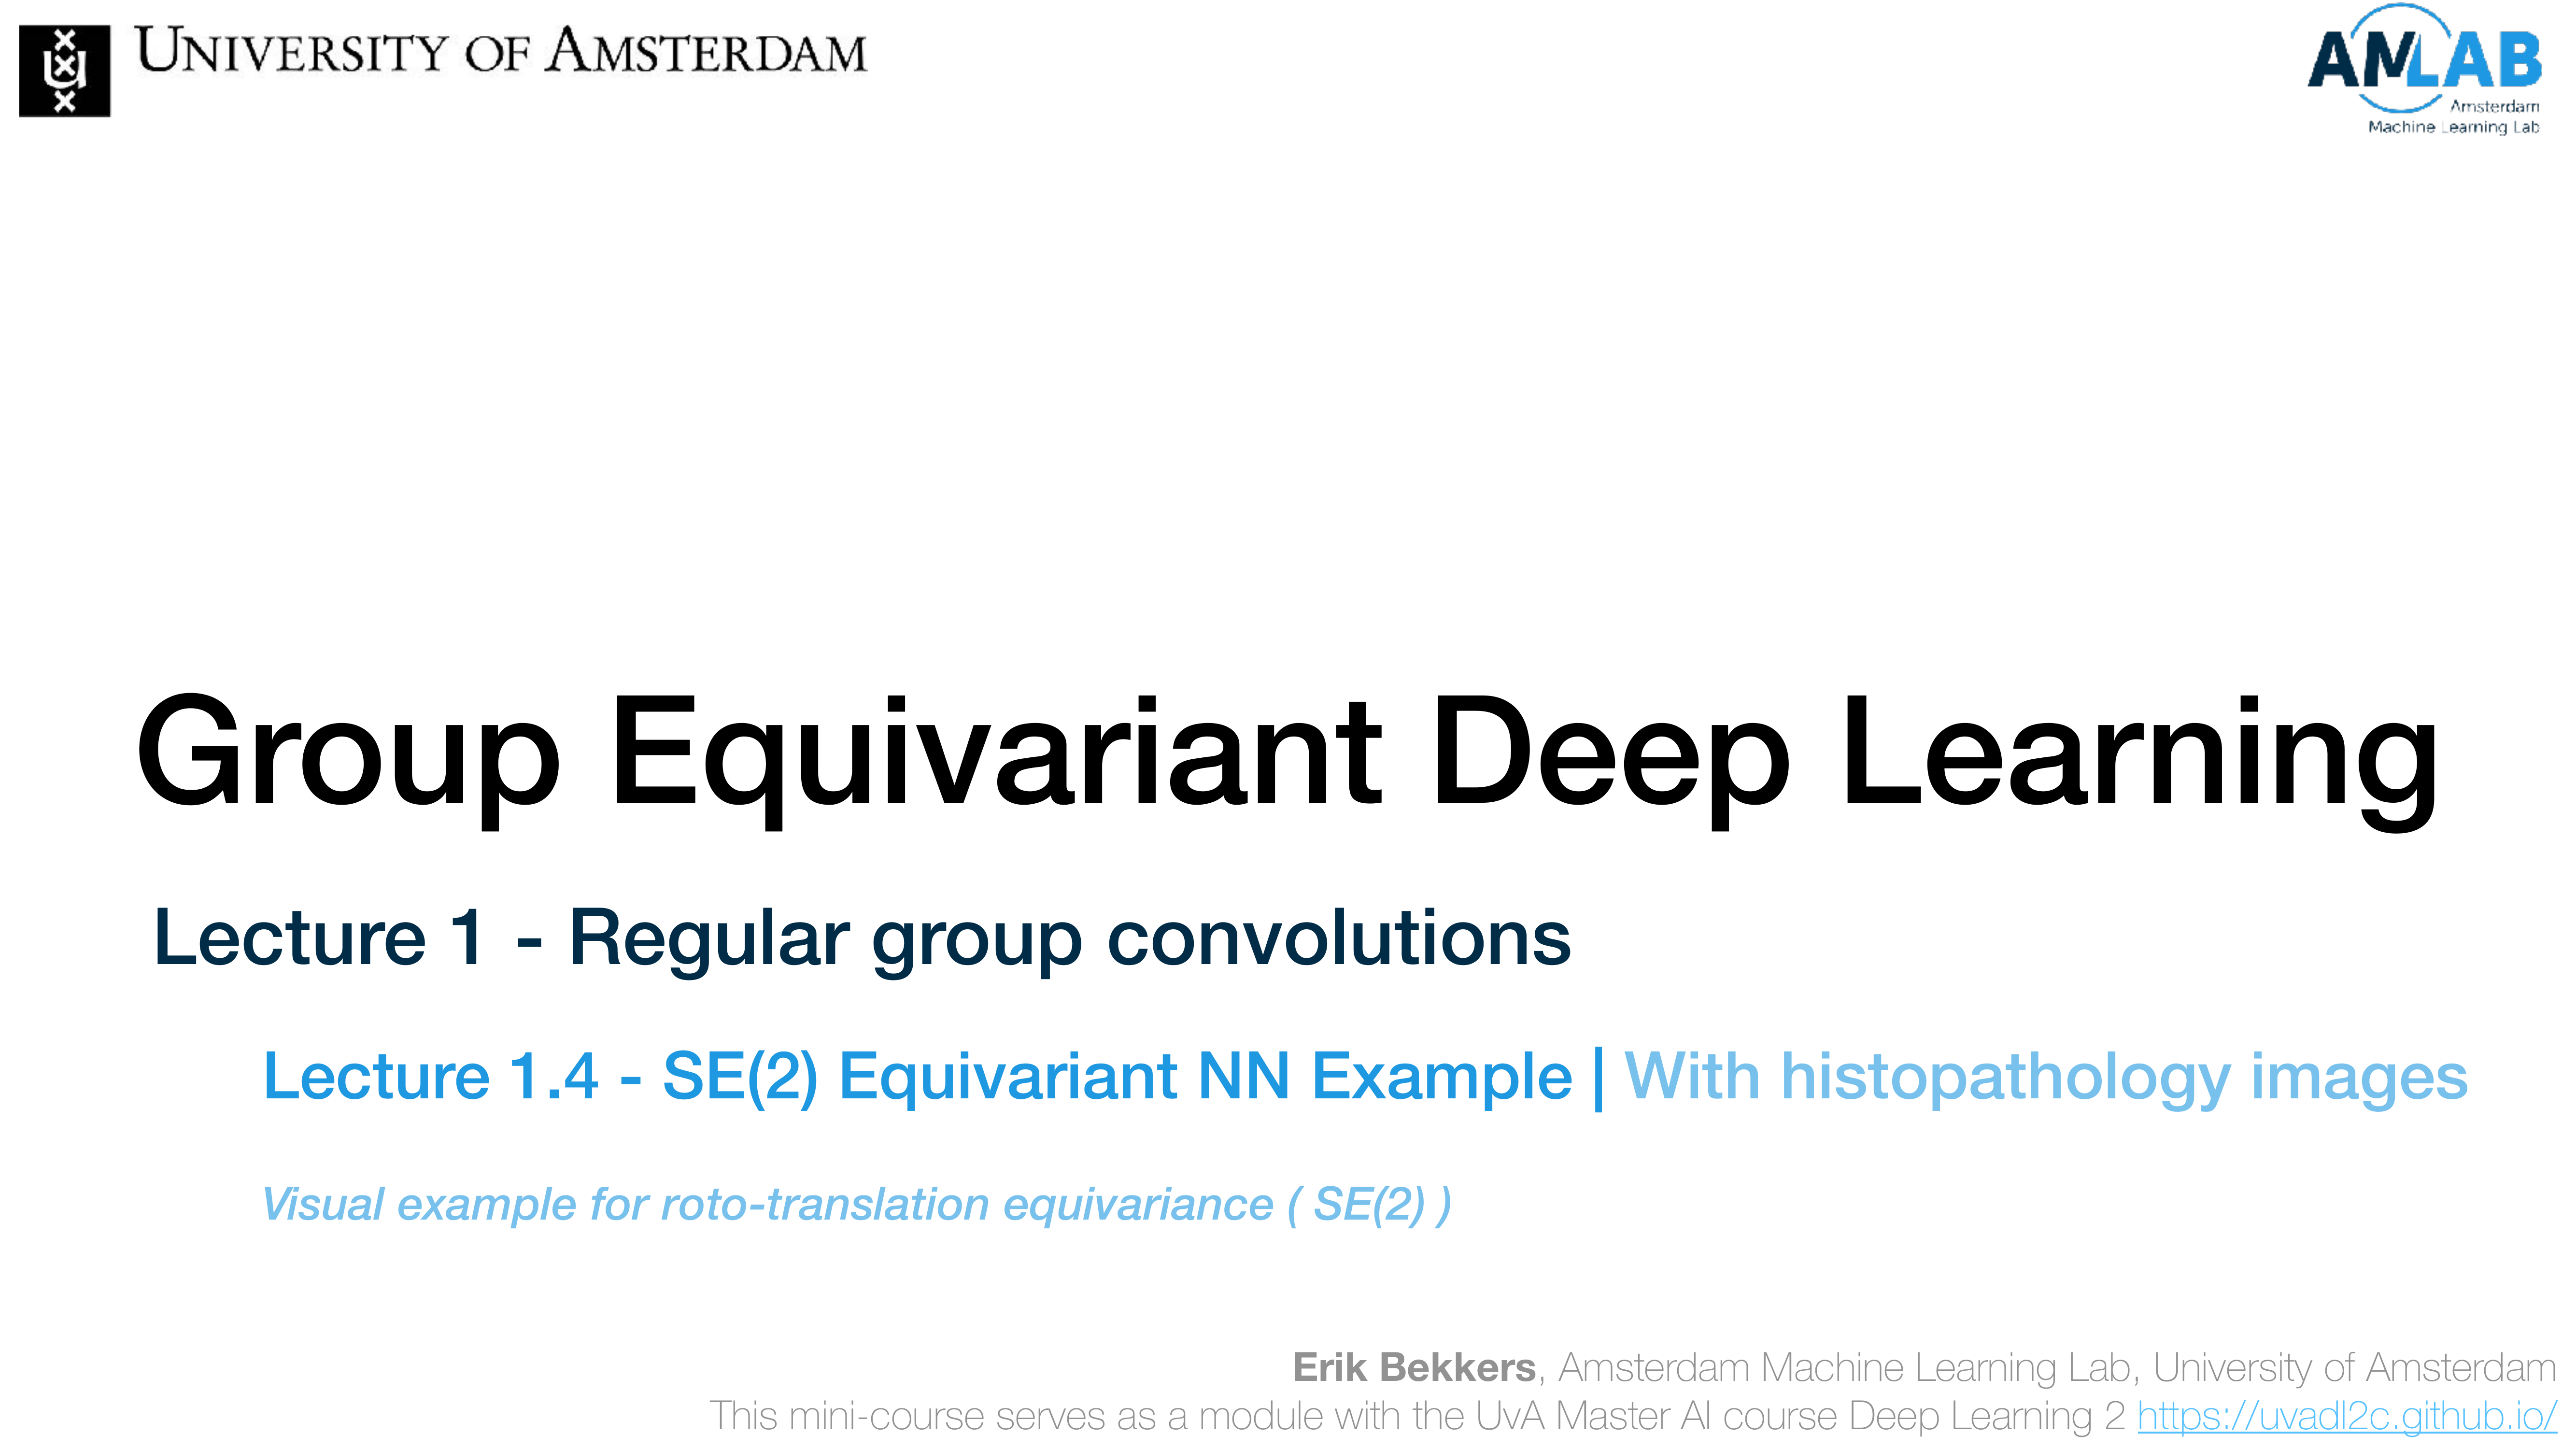 UNIVERSITY OF AMSTERDAM
AMLAB
Amsterdam
Machine Learning Lab
Group Equivariant Deep Learning
Lecture 1 - Regular group convolutions
Lecture 1.4 - SE(2) Equivariant NN Example | With histopathology images
Visual example for roto-translation equivariance ( SE(2) )
Erik Bekkers, Amsterdam Machine Learning Lab, University of Amsterdam
This mini-course serves as a module with the UvA Master AI course Deep Learning 2 https://uvadl2c.github.io/